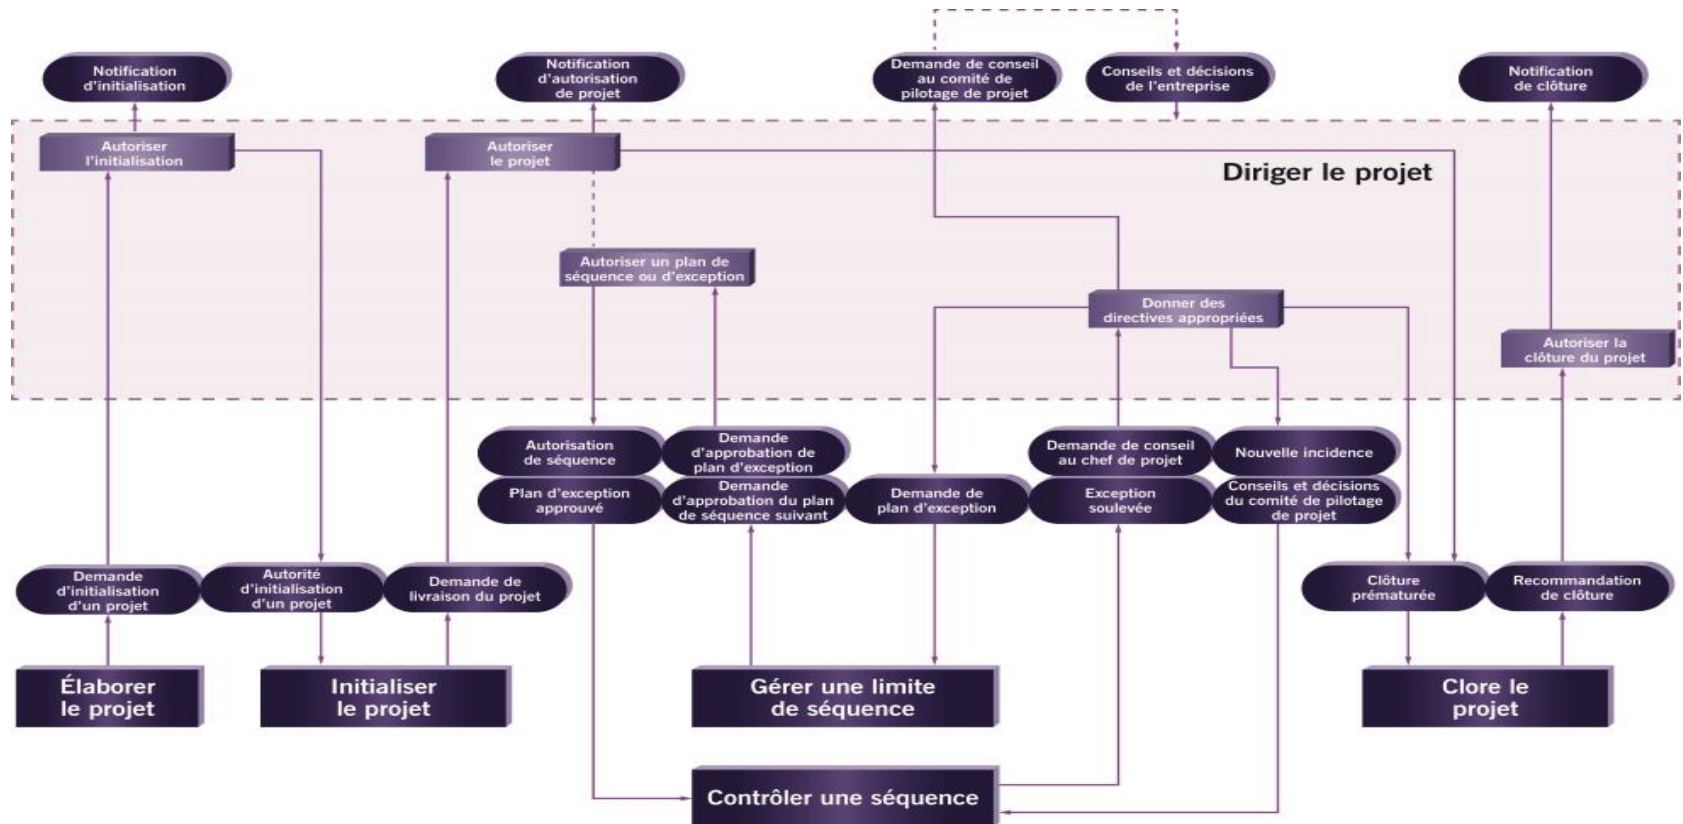 Notification
d'initialisation
Notification
d'autorisation
de projet
Demande de conseil
au comité de
pilotage de projet
Conseils et décisions
de l'entreprise
Notification
de clôture
Autoriser
l'initialisation
Autoriser
le projet
Diriger le projet
Autoriser un plan de
séquence ou d'exception
Donner des
directives appropriées
Autoriser la
clôture du projet
Autorisation
de séquence
Demande
d'approbation de
plan d'exception
Demande de conseil
au chef de projet
Nouvelle incidence
Plan d'exception
approuvé
Demande
d'approbation du plan
de séquence suivant
Demande de
plan d'exception
Exception
soulevée
Conseils et décisions
du comité de pilotage
de projet
Demande
d'initialisation
d'un projet
Autorité
d'initialisation
d'un projet
Demande de
livraison du projet
Clôture
prématurée
Recommandation
de clôture
Élaborer
le projet
Initialiser
le projet
Gérer une limite
de séquence
Clore le
projet
Contrôler une séquence